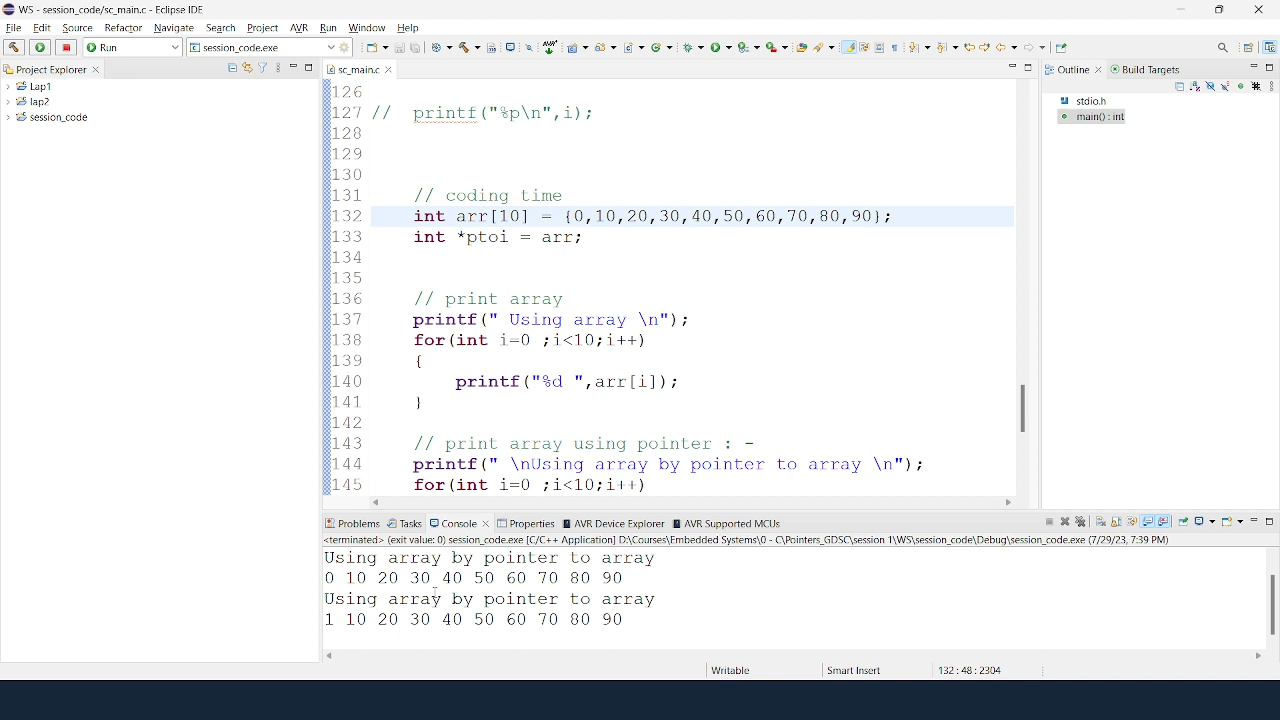 WS - session_code/sc_main.c - Eclipse IDE
File Edit Source Refactor Navigate Search Project AVR Run Window Help
Run session_code.exe
Project Explorer
Lap1
lap2
session_code
sc_main.c
126
127 // printf("%p\n",i);
128
129
130
131 // coding time
132 int arr[10] = {0,10,20,30,40,50,60,70,80,90};
133 int *ptoi = arr;
134
135
136 // print array
137 printf(" Using array \n");
138 for(int i=0 ;i<10;i++)
139 {
140 printf("%d ",arr[i]);
141 }
142
143 // print array using pointer : -
144 printf(" \nUsing array by pointer to array \n");
145 for(int i=0 ;i<10;i++)
Outline Build Targets
stdio.h
main() : int
Problems Tasks Console Properties AVR Device Explorer AVR Supported MCUs
<terminated> (exit value: 0) session_code.exe [C/C++ Application] D:\Courses\Embedded Systems\0 - C\Pointers_GDSC\session 1\WS\session_code\Debug\session_code.exe (7/29/23, 7:39 PM)
Using array by pointer to array
0 10 20 30 40 50 60 70 80 90
Using array by pointer to array
1 10 20 30 40 50 60 70 80 90
Writable Smart Insert 132 : 48 : 2304